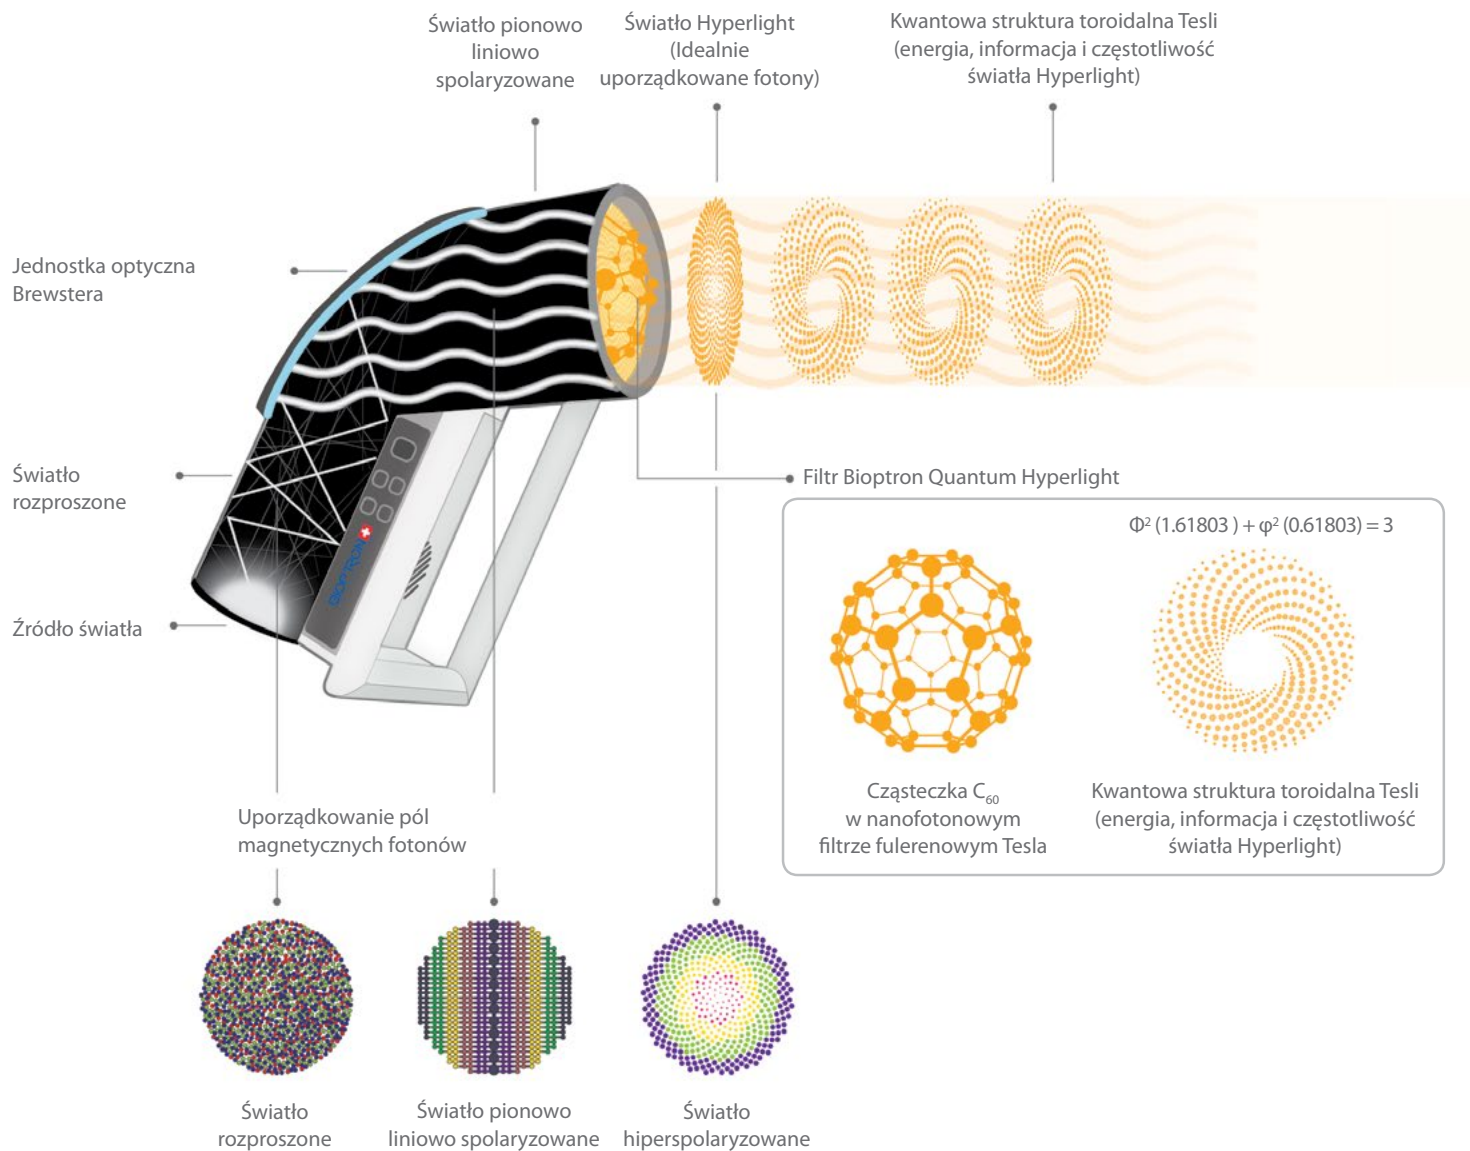 Światło pionowo
liniowo
spolaryzowane
Światło Hyperlight
(Idealnie
uporządkowane fotony)
Kwantowa struktura toroidalna Tesli
(energia, informacja i częstotliwość
światła Hyperlight)
Jednostka optyczna
Brewstera
Światło
rozproszone
Źródło światła
BIOPTRON
Filtr Bioptron Quantum Hyperlight
Φ² (1.61803 ) + φ² (0.61803) = 3
Cząsteczka C₆₀
w nanofotonowym
filtrze fulerenowym Tesla
Kwantowa struktura toroidalna Tesli
(energia, informacja i częstotliwość
światła Hyperlight)
Uporządkowanie pól
magnetycznych fotonów
Światło
rozproszone
Światło pionowo
liniowo spolaryzowane
Światło
hiperspolaryzowane